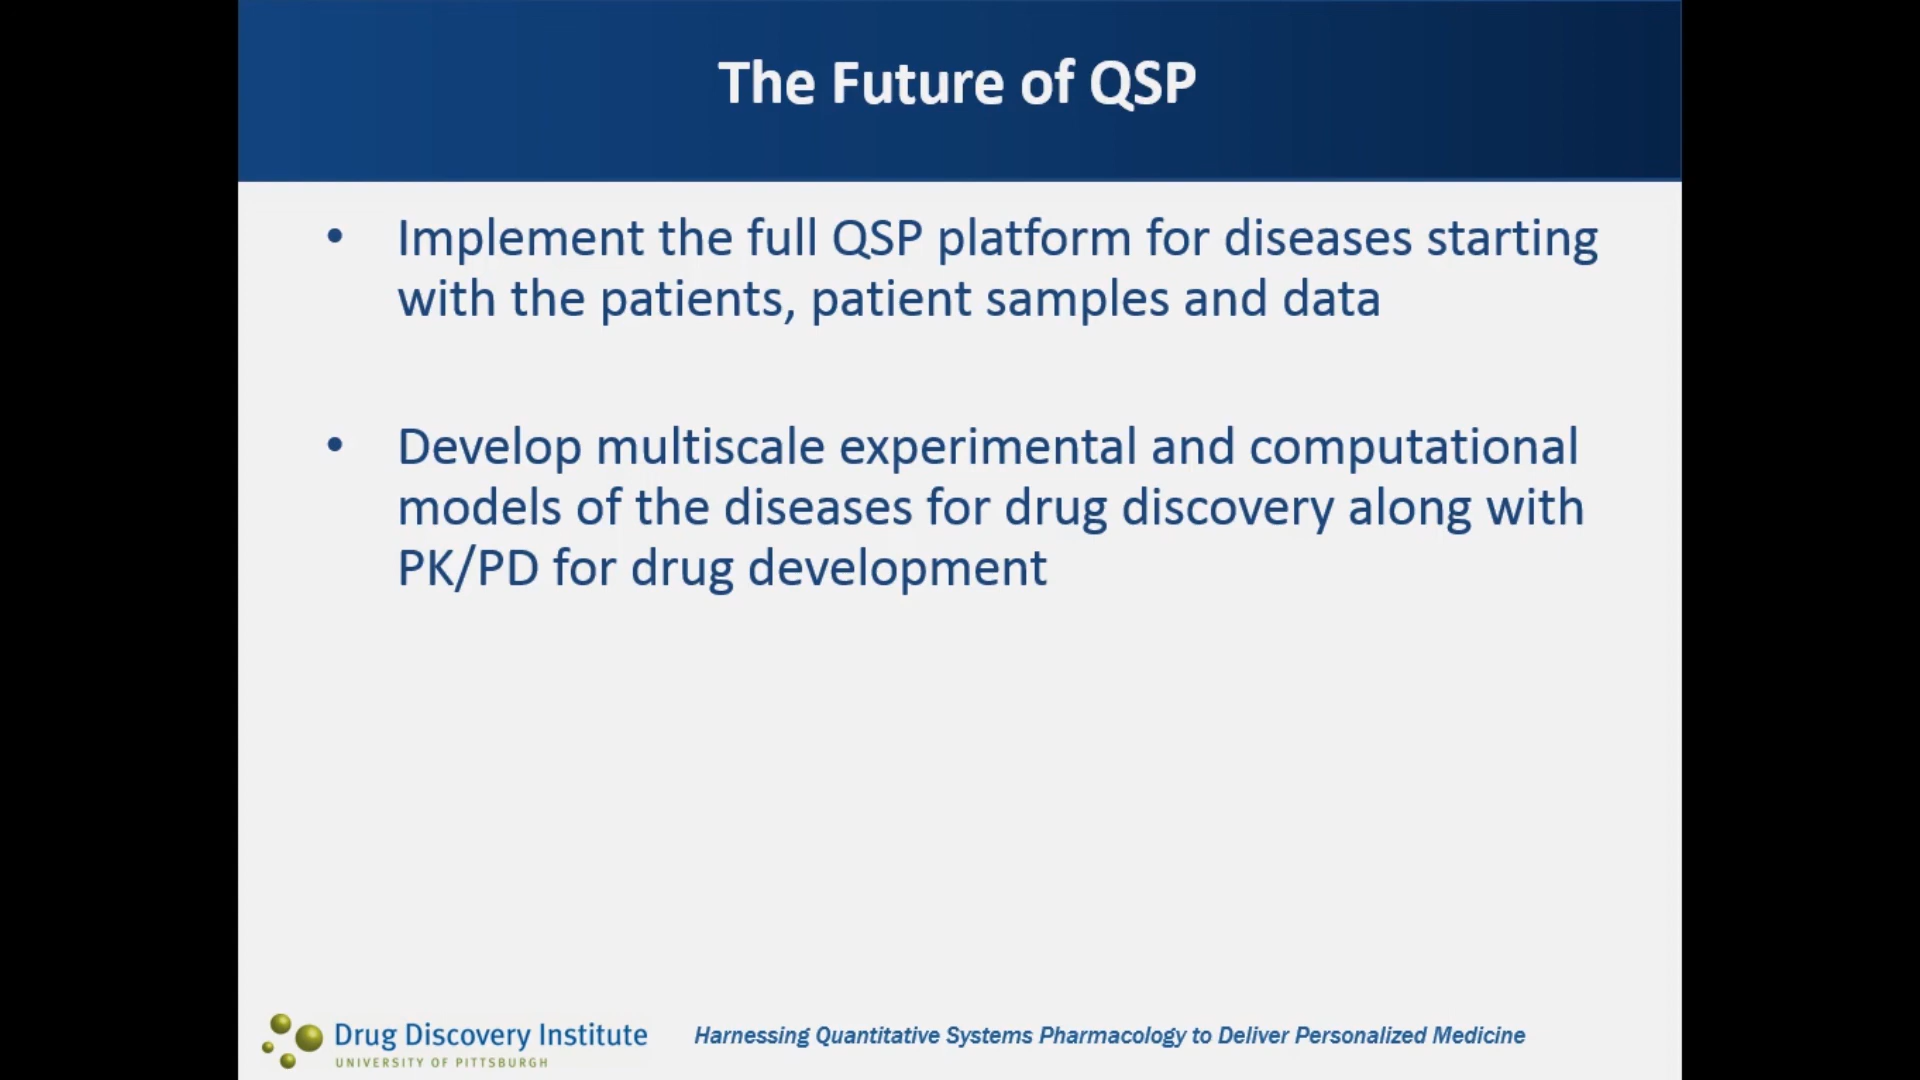 The Future of QSP
• Implement the full QSP platform for diseases starting
with the patients, patient samples and data
• Develop multiscale experimental and computational
models of the diseases for drug discovery along with
PK/PD for drug development
Drug Discovery Institute
UNIVERSITY OF PITTSBURGH
Harnessing Quantitative Systems Pharmacology to Deliver Personalized Medicine